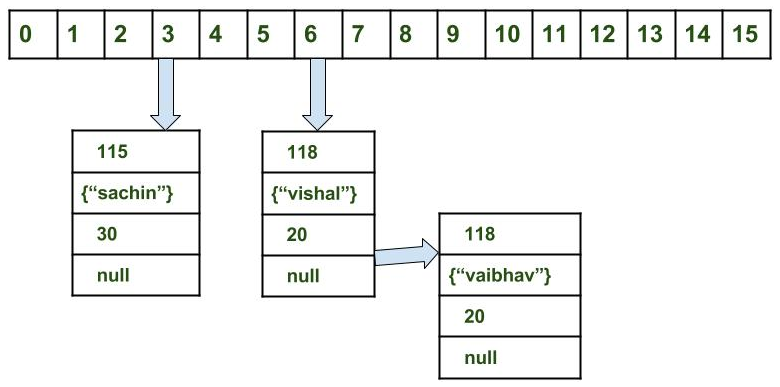 0 1 2 3 4 5 6 7 8 9 10 11 12 13 14 15
115
{“sachin”}
30
null
118
{“vishal”}
20
null
118
{“vaibhav”}
20
null